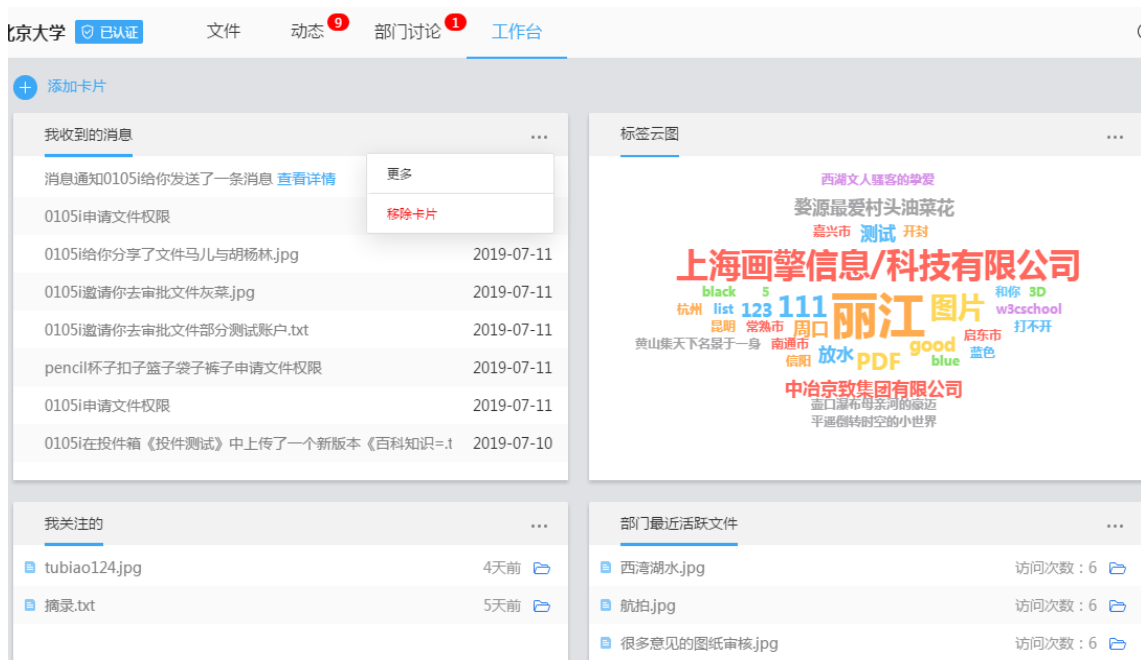 北京大学 已认证 文件 动态 9 部门讨论 1 工作台
添加卡片
我收到的消息
更多
移除卡片
消息通知0105i给你发送了一条消息 查看详情
0105i申请文件权限
0105i给你分享了文件马儿与胡杨林.jpg 2019-07-11
0105i邀请你去审批文件灰菜.jpg 2019-07-11
0105i邀请你去审批文件部分测试账户.txt 2019-07-11
pencil杯子扣子篮子袋子裤子申请文件权限 2019-07-11
0105i申请文件权限 2019-07-11
0105i在投件箱《投件测试》中上传了一个新版本《百科知识=.t 2019-07-10
标签云图
西湖文人骚客的挚爱
婺源最爱村头油菜花
嘉兴市 测试 开封
上海画擎信息/科技有限公司
black 5 和你 3D
杭州 list 123 111 丽江 图片 w3cschool
昆明 常熟市 周口 启东市 打不开
黄山集天下名景于一身 南通市 good 蓝色
信阳 放水 PDF blue
中冶京致集团有限公司
壶口瀑布母亲河的豪迈
平遥倒转时空的小世界
我关注的
tubiao124.jpg 4天前
摘录.txt 5天前
部门最近活跃文件
西湾湖水.jpg 访问次数：6
航拍.jpg 访问次数：6
很多意见的图纸审核.jpg 访问次数：6